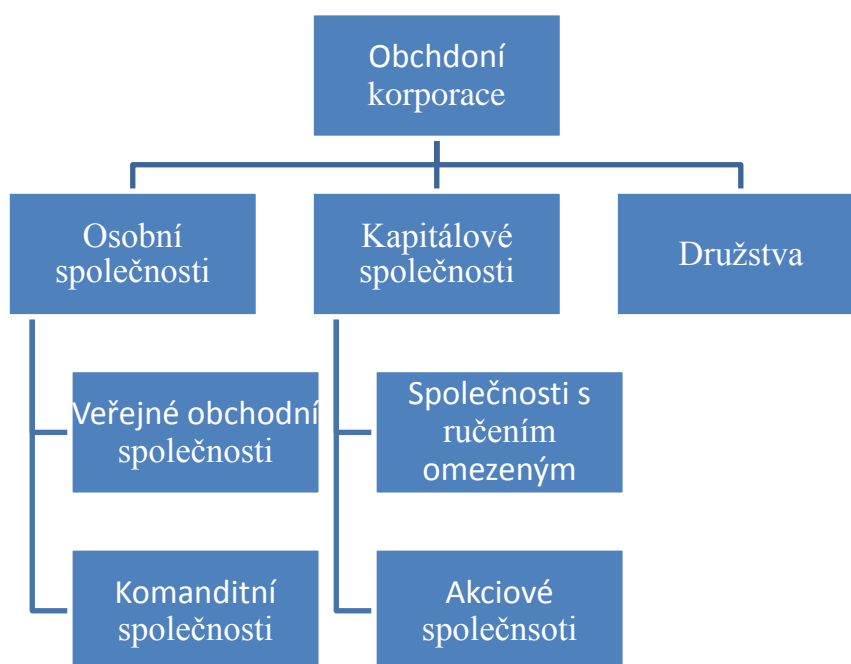 Obchdoní
korporace
Osobní
společnosti
Kapitálové
společnosti
Družstva
Veřejné obchodní
společnosti
Společnosti s
ručením
omezeným
Komanditní
společnosti
Akciové
společnsoti